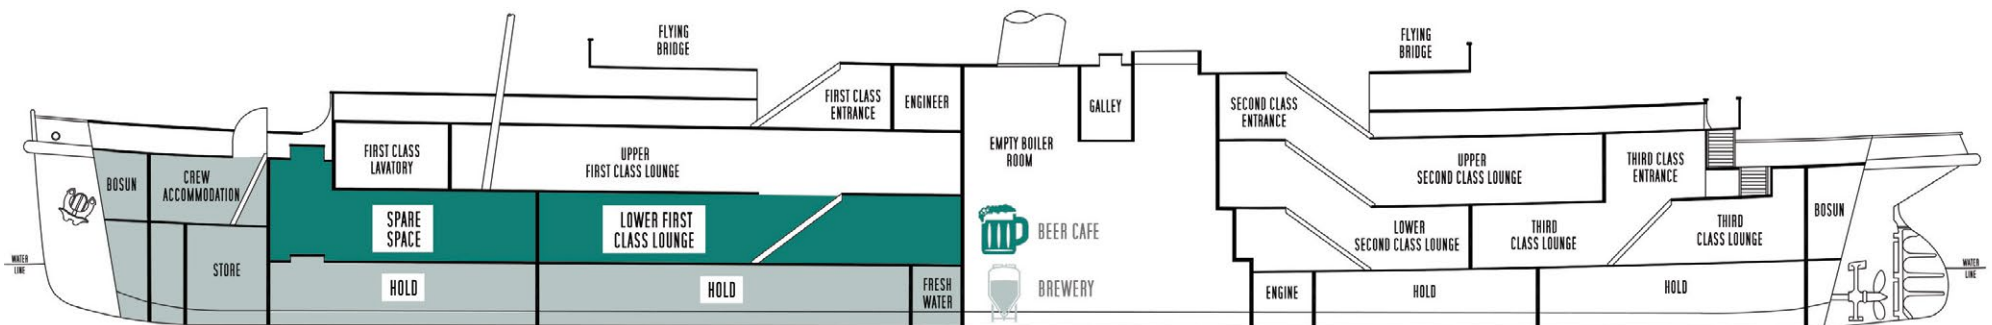 FLYING
BRIDGE
FLYING
BRIDGE
FIRST CLASS
ENTRANCE
ENGINEER
GALLEY
SECOND CLASS
ENTRANCE
FIRST CLASS
LAVATORY
UPPER
FIRST CLASS LOUNGE
EMPTY BOILER
ROOM
UPPER
SECOND CLASS LOUNGE
THIRD CLASS
ENTRANCE
BOSUN
CREW
ACCOMMODATION
SPARE
SPACE
LOWER FIRST
CLASS LOUNGE
BEER CAFE
LOWER
SECOND CLASS LOUNGE
THIRD
CLASS LOUNGE
THIRD
CLASS LOUNGE
BOSUN
WATER
LINE
STORE
HOLD
HOLD
FRESH
WATER
BREWERY
ENGINE
HOLD
HOLD
WATER
LINE